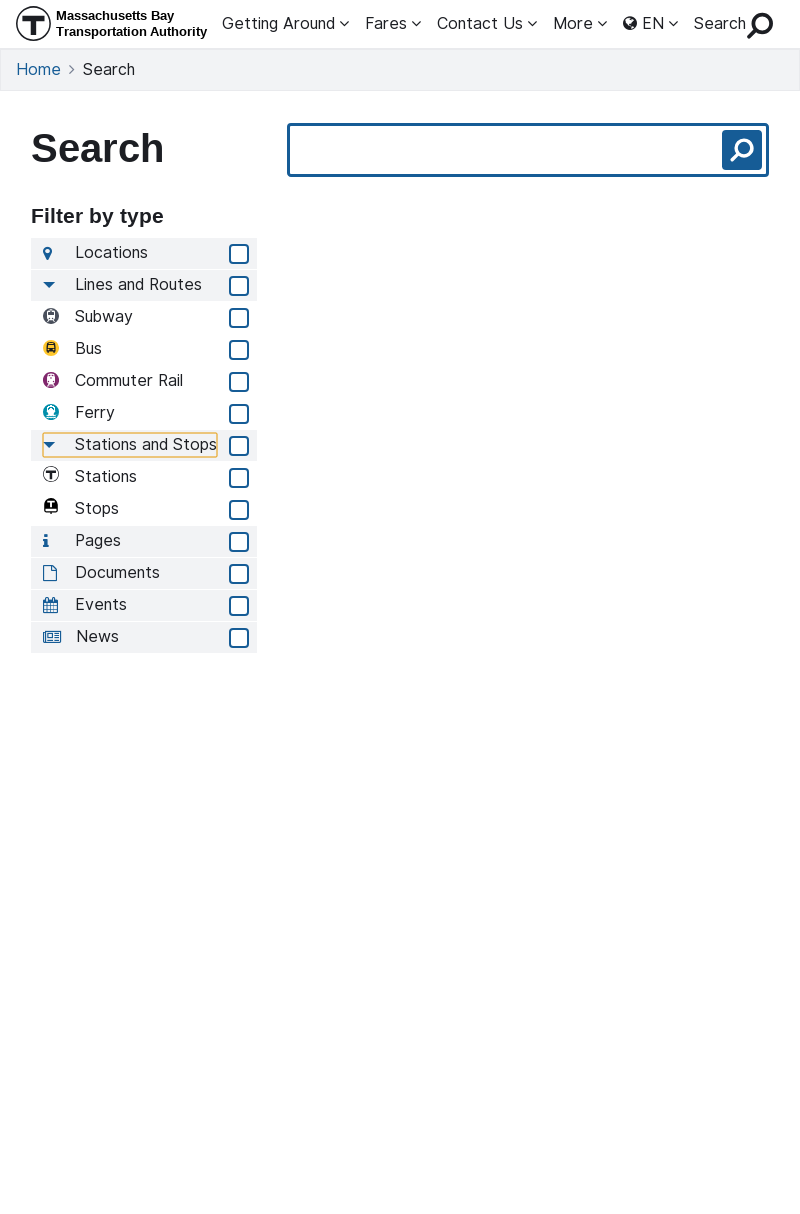 Massachusetts Bay
Transportation Authority
Getting Around
Fares
Contact Us
More
EN
Search
Home
Search
Search
Filter by type
Locations
Lines and Routes
Subway
Bus
Commuter Rail
Ferry
Stations and Stops
Stations
Stops
Pages
Documents
Events
News